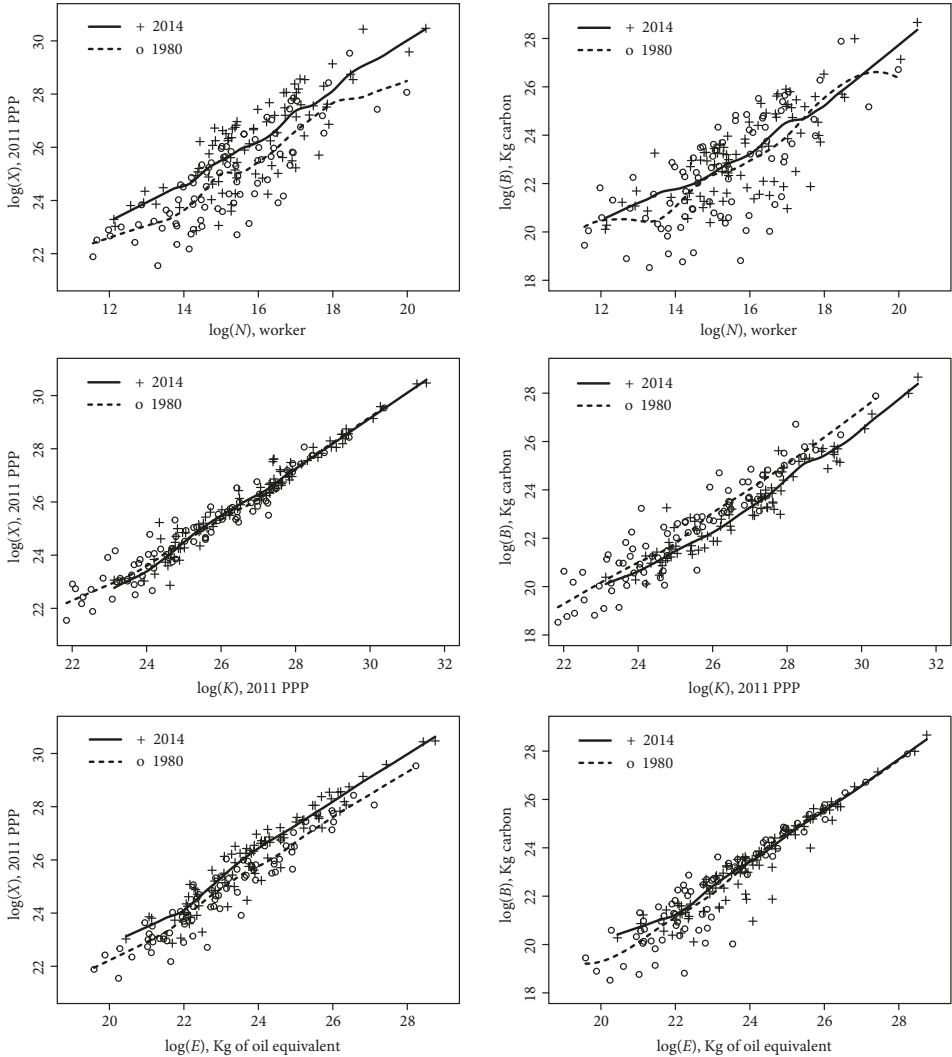 + 2014
o 1980
30
28
26
24
22
log(X), 2011 PPP
12 14 16 18 20
log(N), worker
+ 2014
o 1980
28
26
24
22
20
18
log(B), Kg carbon
12 14 16 18 20
log(N), worker
+ 2014
o 1980
30
28
26
24
22
log(X), 2011 PPP
22 24 26 28 30 32
log(K), 2011 PPP
+ 2014
o 1980
28
26
24
22
20
18
log(B), Kg carbon
22 24 26 28 30 32
log(K), 2011 PPP
+ 2014
o 1980
30
28
26
24
22
log(X), 2011 PPP
20 22 24 26 28
log(E), Kg of oil equivalent
+ 2014
o 1980
28
26
24
22
20
18
log(B), Kg carbon
20 22 24 26 28
log(E), Kg of oil equivalent